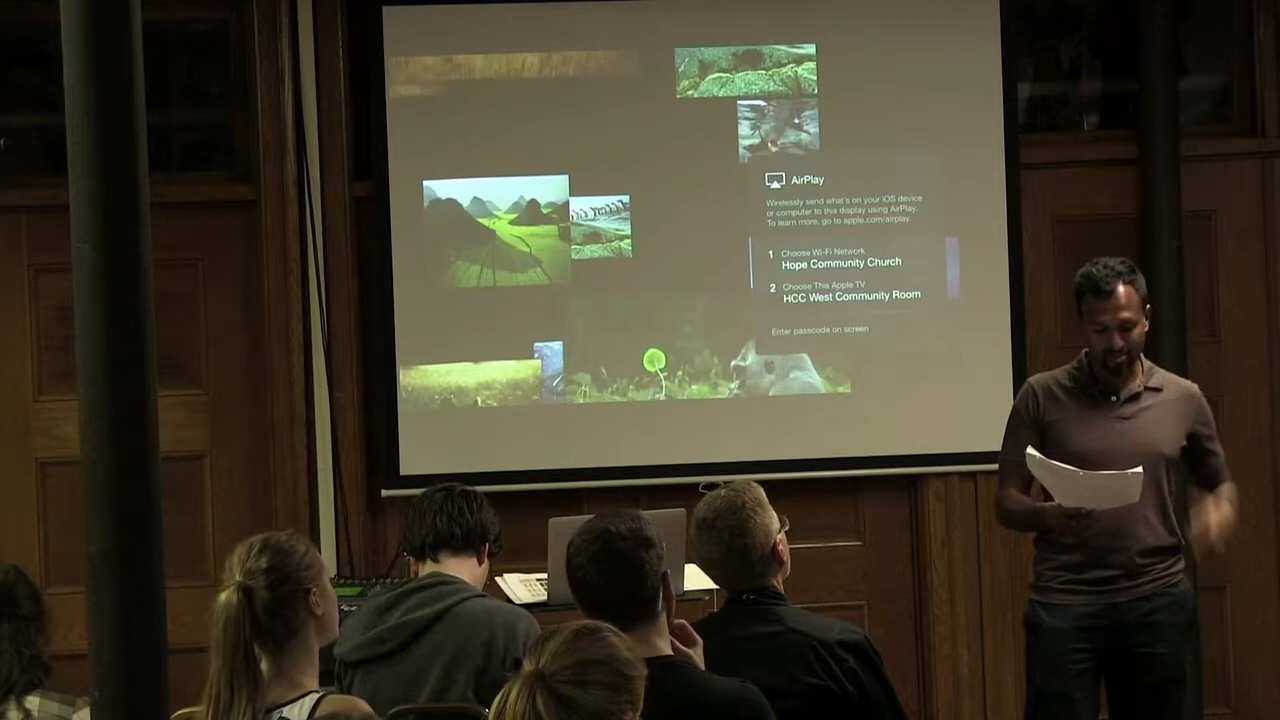 AirPlay
Wirelessly send what's on your iOS device
or computer to this display using AirPlay.
To learn more, go to apple.com/airplay.
1 Choose Wi-Fi Network
Hope Community Church
2 Choose This Apple TV
HCC West Community Room
Enter passcode on screen